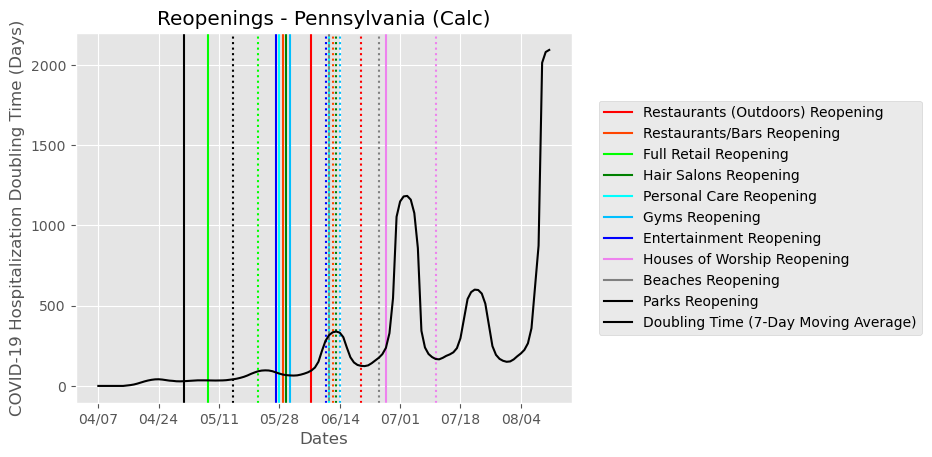 Reopenings - Pennsylvania (Calc)
COVID-19 Hospitalization Doubling Time (Days)
2000
1500
1000
500
0
04/07 04/24 05/11 05/28 06/14 07/01 07/18 08/04
Dates
Restaurants (Outdoors) Reopening
Restaurants/Bars Reopening
Full Retail Reopening
Hair Salons Reopening
Personal Care Reopening
Gyms Reopening
Entertainment Reopening
Houses of Worship Reopening
Beaches Reopening
Parks Reopening
Doubling Time (7-Day Moving Average)